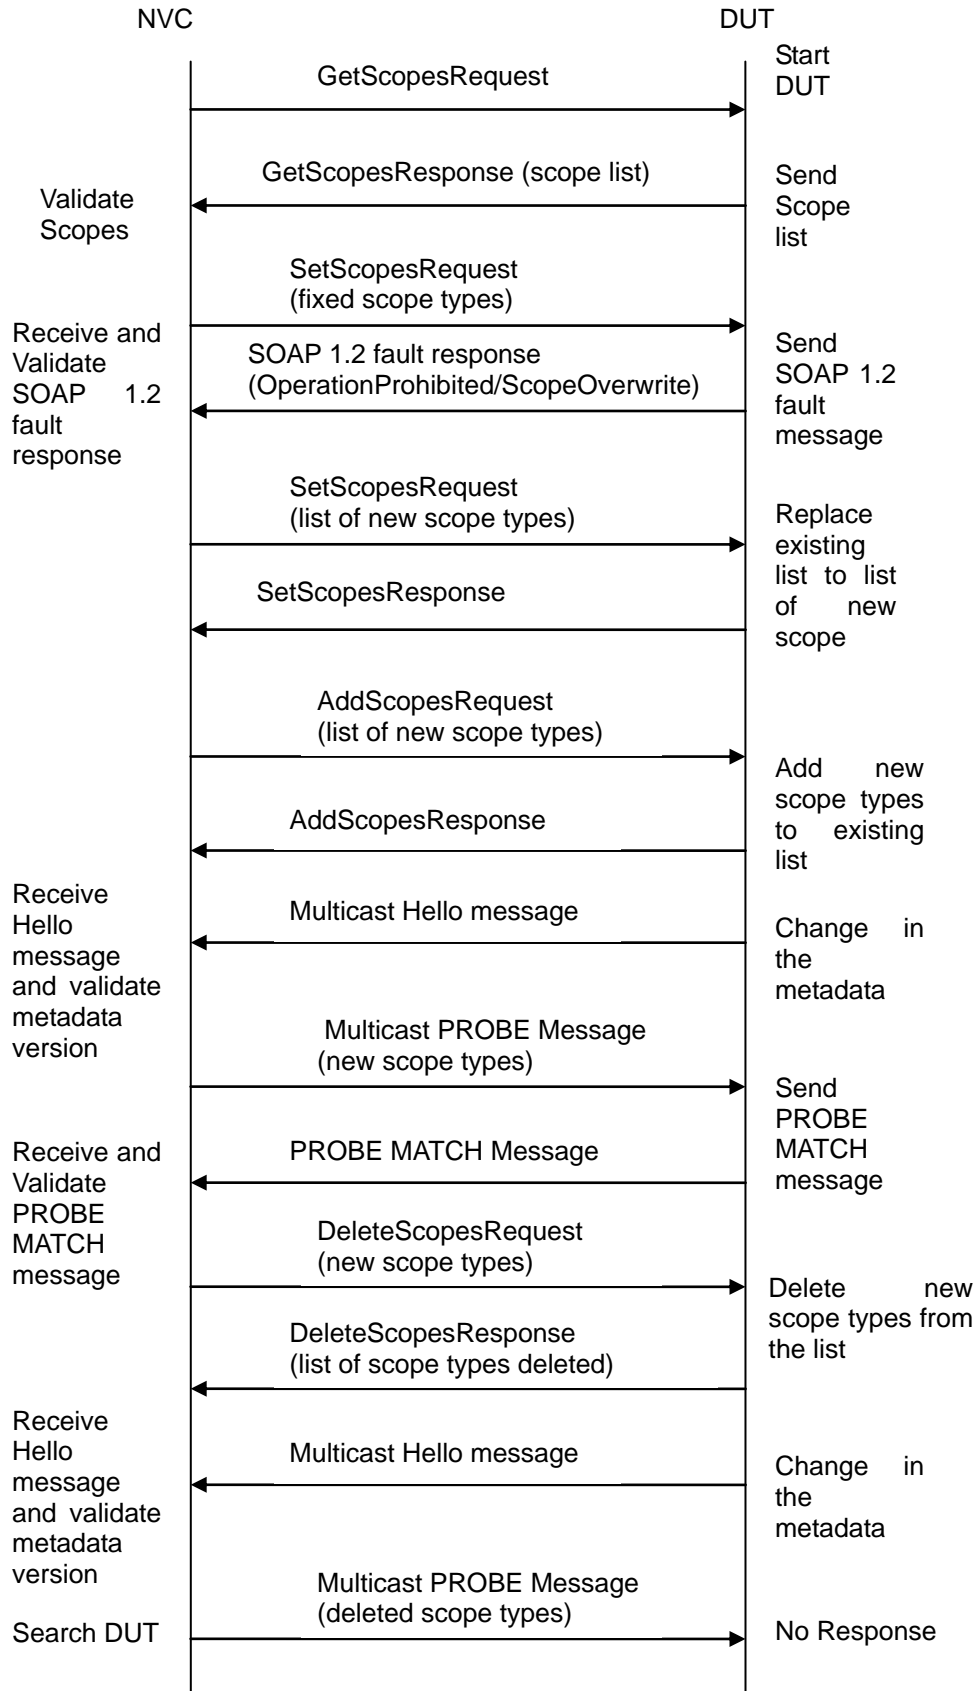 NVC
DUT
Start
DUT
GetScopesRequest
GetScopesResponse (scope list)
Send
Scope
list
Validate
Scopes
SetScopesRequest
(fixed scope types)
Receive and
Validate
SOAP 1.2
fault
response
SOAP 1.2 fault response
(OperationProhibited/ScopeOverwrite)
Send
SOAP 1.2
fault
message
SetScopesRequest
(list of new scope types)
Replace
existing
list to list
of new
scope
SetScopesResponse
AddScopesRequest
(list of new scope types)
Add new
scope types
to existing
list
AddScopesResponse
Receive
Hello
message
and validate
metadata
version
Multicast Hello message
Change in
the
metadata
Multicast PROBE Message
(new scope types)
Send
PROBE
MATCH
message
Receive and
Validate
PROBE
MATCH
message
PROBE MATCH Message
DeleteScopesRequest
(new scope types)
Delete new
scope types from
the list
DeleteScopesResponse
(list of scope types deleted)
Receive
Hello
message
and validate
metadata
version
Multicast Hello message
Change in
the
metadata
Multicast PROBE Message
(deleted scope types)
Search DUT
No Response